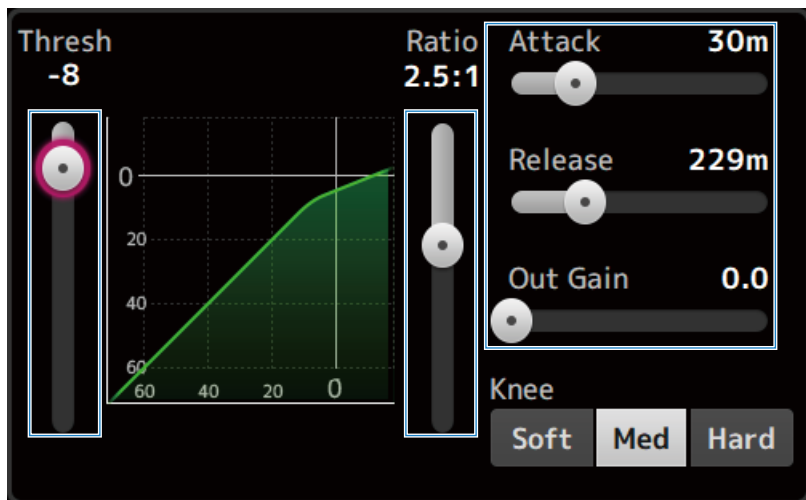 Thresh
-8
Ratio
2.5:1
Attack 30m
Release 229m
Out Gain 0.0
0
20
40
60
60 40 20 0
Knee
Soft Med Hard